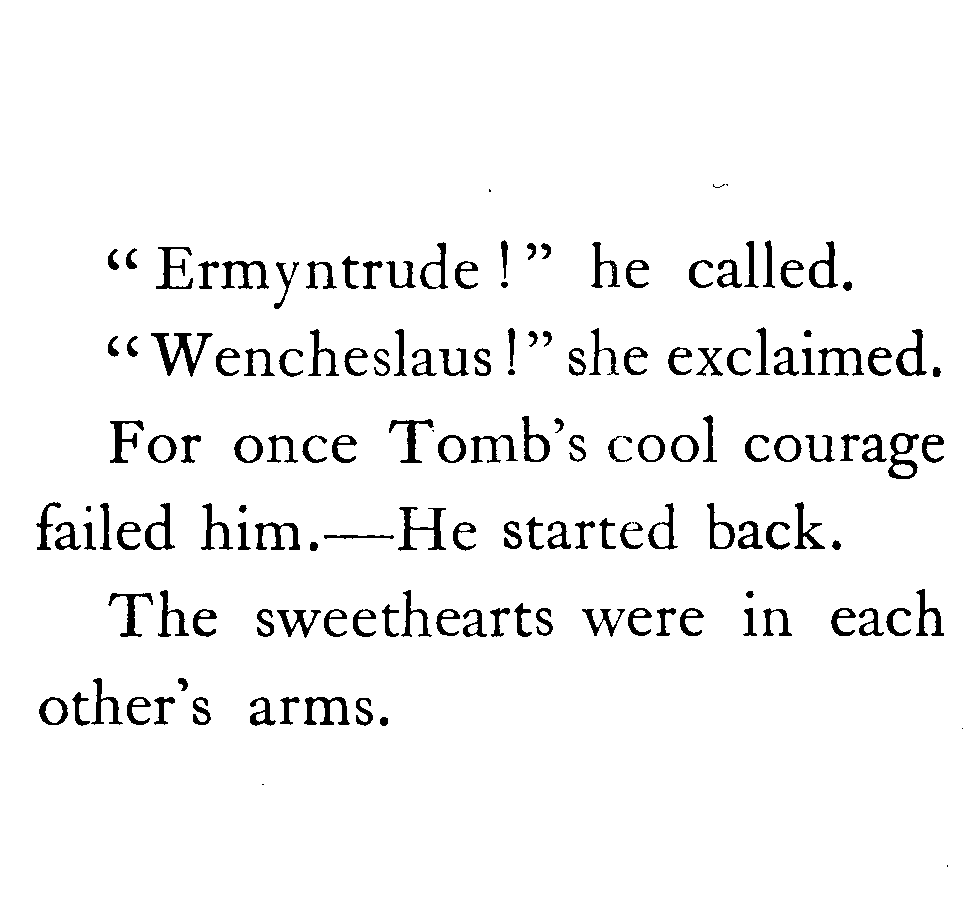 “ Ermyntrude ! ” he called.
“ Wencheslaus ! ” she exclaimed.
For once Tomb’s cool courage
failed him.—He started back.
The sweethearts were in each
other’s arms.